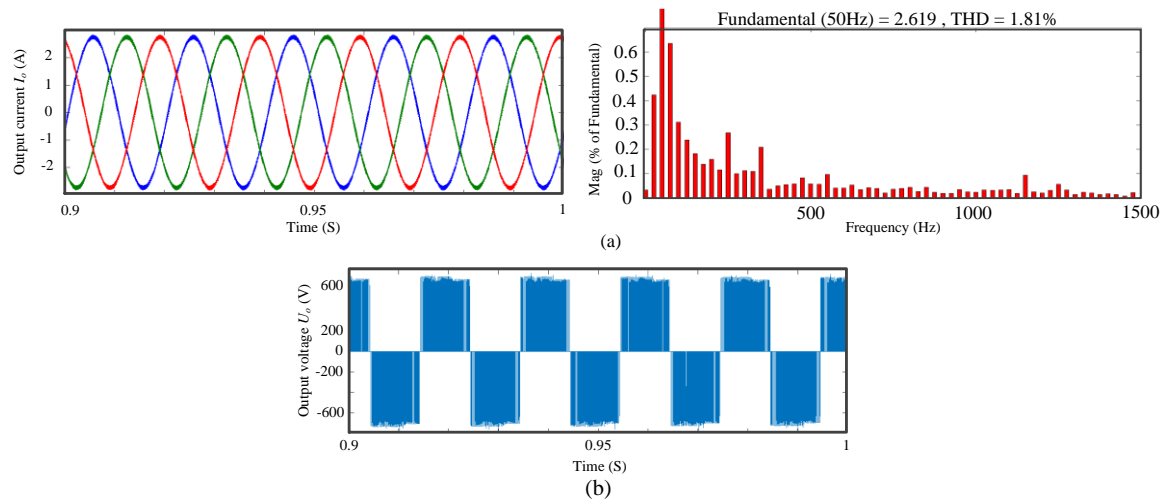 Output current Iₒ (A)
2
1
0
-1
-2
0.9
0.95
1
Time (S)
Fundamental (50Hz) = 2.619 , THD = 1.81%
Mag (% of Fundamental)
0.6
0.5
0.4
0.3
0.2
0.1
0
500
1000
1500
Frequency (Hz)
(a)
Output voltage Uₒ (V)
600
200
0
-200
-600
0.9
0.95
1
Time (S)
(b)